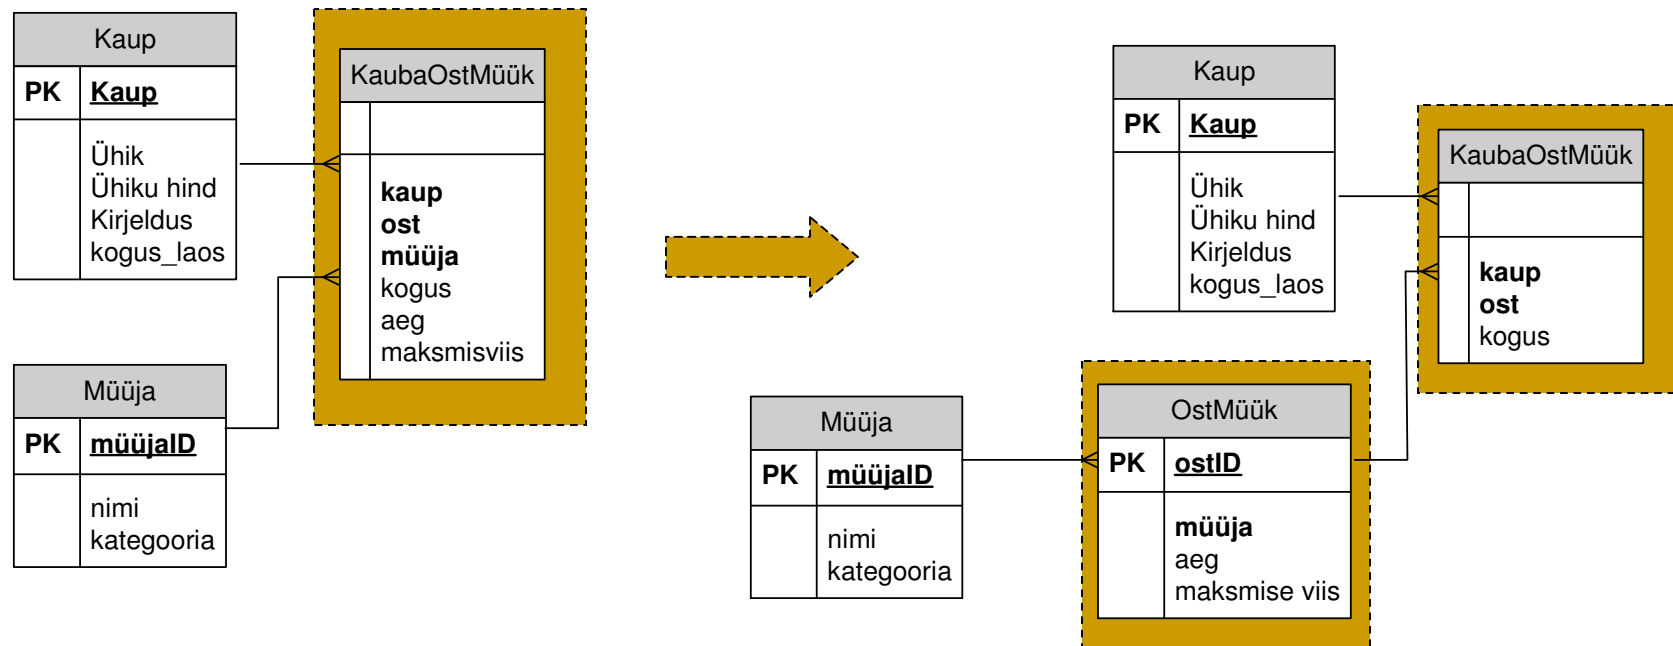 Kaup
PK Kaup
Ühik
Ühiku hind
Kirjeldus
kogus_laos
KaubaOstMüük
kaup
ost
müüja
kogus
aeg
maksmisviis
Müüja
PK müüjaID
nimi
kategooria
Kaup
PK Kaup
Ühik
Ühiku hind
Kirjeldus
kogus_laos
KaubaOstMüük
kaup
ost
kogus
Müüja
PK müüjaID
nimi
kategooria
OstMüük
PK ostID
müüja
aeg
maksmise viis